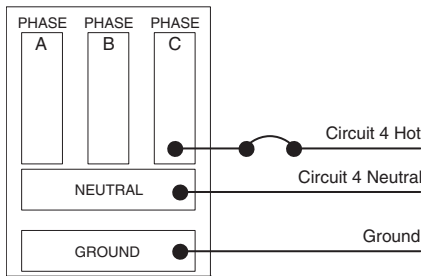 PHASE PHASE PHASE
A B C
Circuit 4 Hot
Circuit 4 Neutral
NEUTRAL
Ground
GROUND